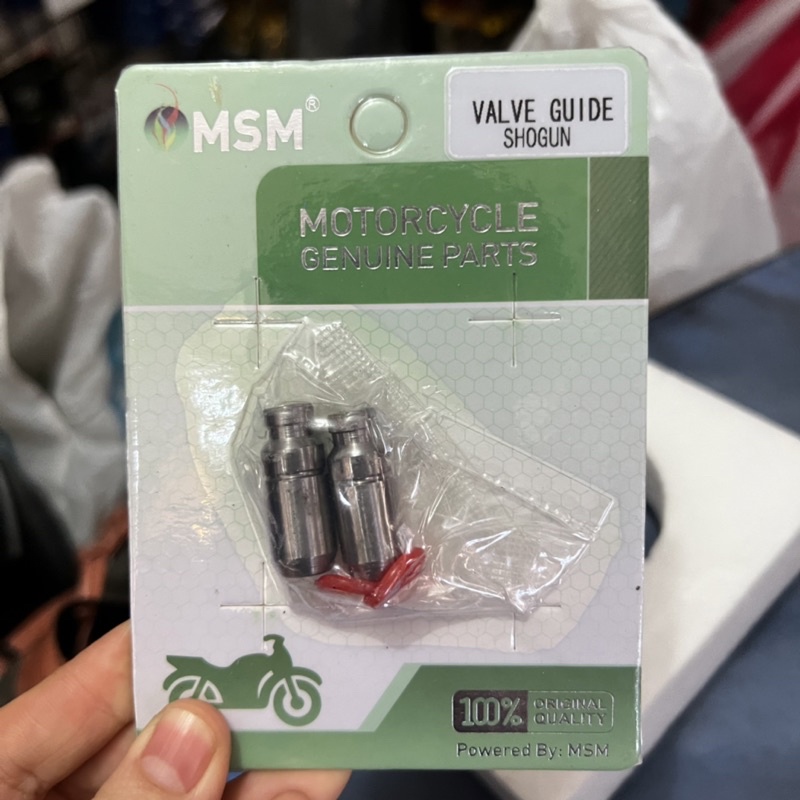 MSM®
VALVE GUIDE
SHOGUN
MOTORCYCLE
GENUINE PARTS
100%
ORIGINAL
QUALITY
Powered By: MSM